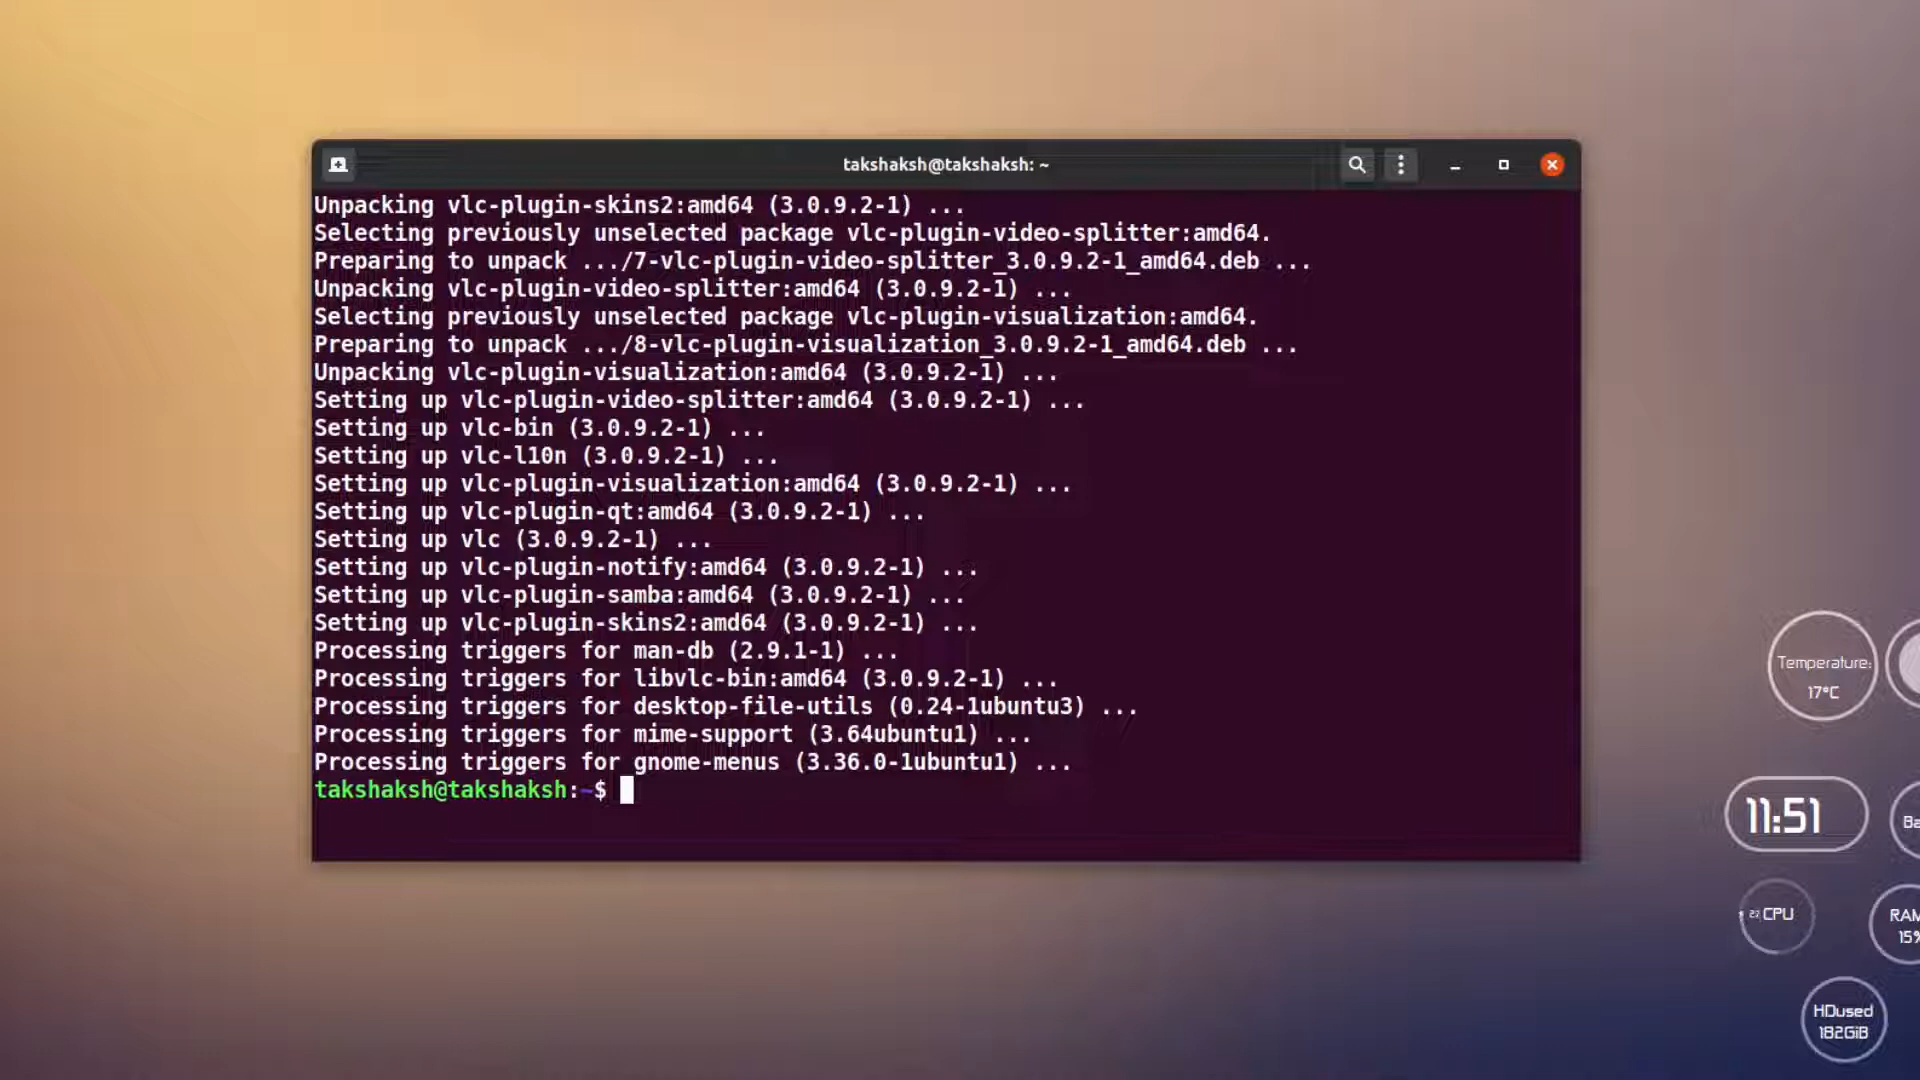 takshaksh@takshaksh: ~
Unpacking vlc-plugin-skins2:amd64 (3.0.9.2-1) ...
Selecting previously unselected package vlc-plugin-video-splitter:amd64.
Preparing to unpack .../7-vlc-plugin-video-splitter_3.0.9.2-1_amd64.deb ...
Unpacking vlc-plugin-video-splitter:amd64 (3.0.9.2-1) ...
Selecting previously unselected package vlc-plugin-visualization:amd64.
Preparing to unpack .../8-vlc-plugin-visualization_3.0.9.2-1_amd64.deb ...
Unpacking vlc-plugin-visualization:amd64 (3.0.9.2-1) ...
Setting up vlc-plugin-video-splitter:amd64 (3.0.9.2-1) ...
Setting up vlc-bin (3.0.9.2-1) ...
Setting up vlc-l10n (3.0.9.2-1) ...
Setting up vlc-plugin-visualization:amd64 (3.0.9.2-1) ...
Setting up vlc-plugin-qt:amd64 (3.0.9.2-1) ...
Setting up vlc (3.0.9.2-1) ...
Setting up vlc-plugin-notify:amd64 (3.0.9.2-1) ...
Setting up vlc-plugin-samba:amd64 (3.0.9.2-1) ...
Setting up vlc-plugin-skins2:amd64 (3.0.9.2-1) ...
Processing triggers for man-db (2.9.1-1) ...
Processing triggers for libvlc-bin:amd64 (3.0.9.2-1) ...
Processing triggers for desktop-file-utils (0.24-1ubuntu3) ...
Processing triggers for mime-support (3.64ubuntu1) ...
Processing triggers for gnome-menus (3.36.0-1ubuntu1) ...
takshaksh@takshaksh:~$
Temperature:
17°C
11:51
CPU
RAM
15%
HDused
182GiB